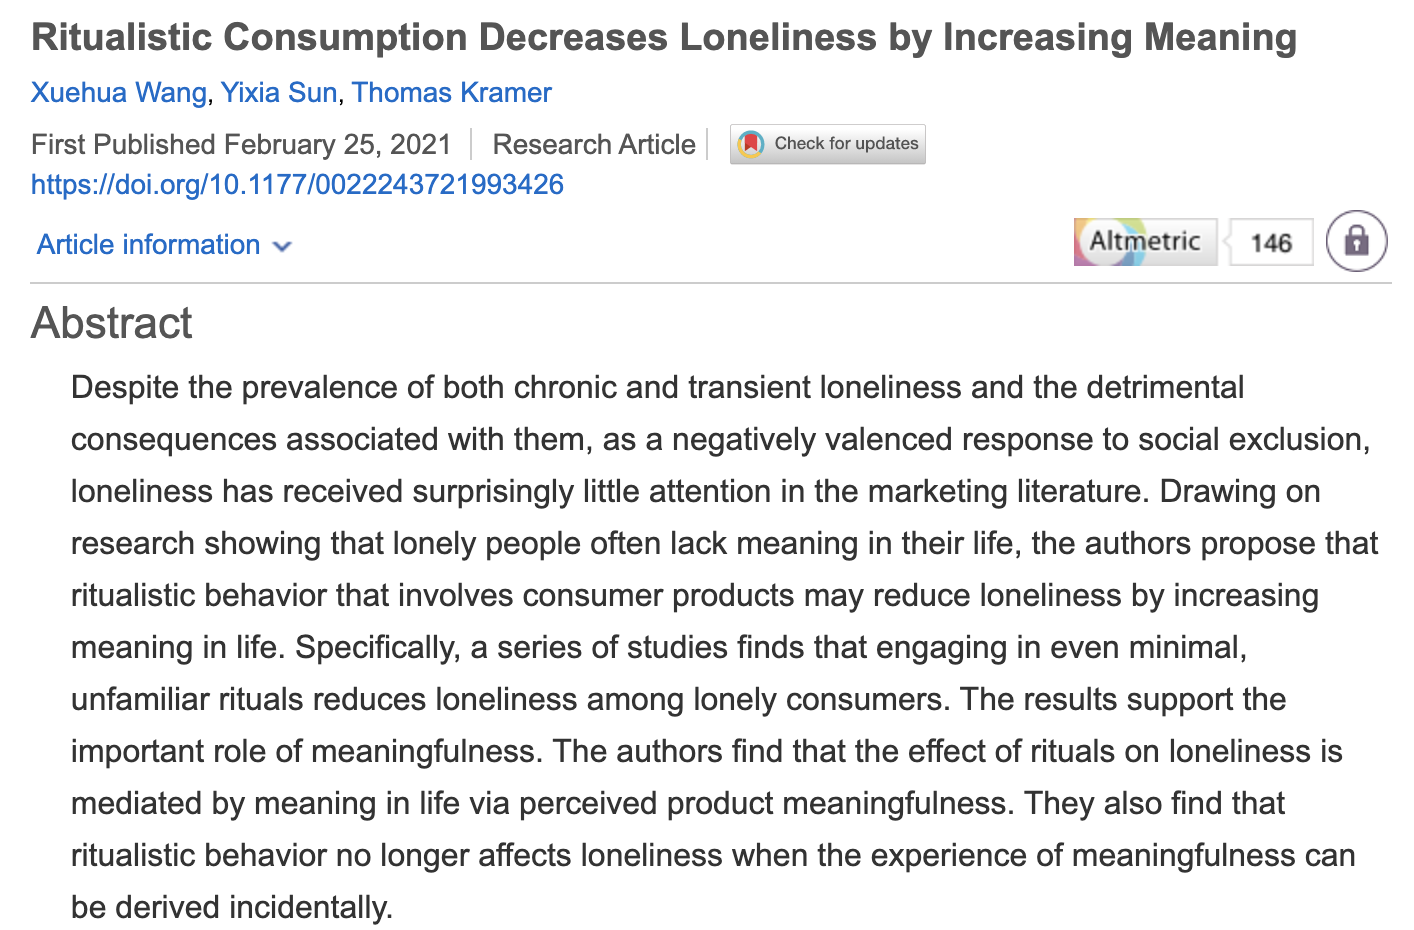 Ritualistic Consumption Decreases Loneliness by Increasing Meaning
Xuehua Wang, Yixia Sun, Thomas Kramer
First Published February 25, 2021 Research Article Check for updates
https://doi.org/10.1177/0022243721993426
Article information Altmetric 146
Abstract
Despite the prevalence of both chronic and transient loneliness and the detrimental
consequences associated with them, as a negatively valenced response to social exclusion,
loneliness has received surprisingly little attention in the marketing literature. Drawing on
research showing that lonely people often lack meaning in their life, the authors propose that
ritualistic behavior that involves consumer products may reduce loneliness by increasing
meaning in life. Specifically, a series of studies finds that engaging in even minimal,
unfamiliar rituals reduces loneliness among lonely consumers. The results support the
important role of meaningfulness. The authors find that the effect of rituals on loneliness is
mediated by meaning in life via perceived product meaningfulness. They also find that
ritualistic behavior no longer affects loneliness when the experience of meaningfulness can
be derived incidentally.